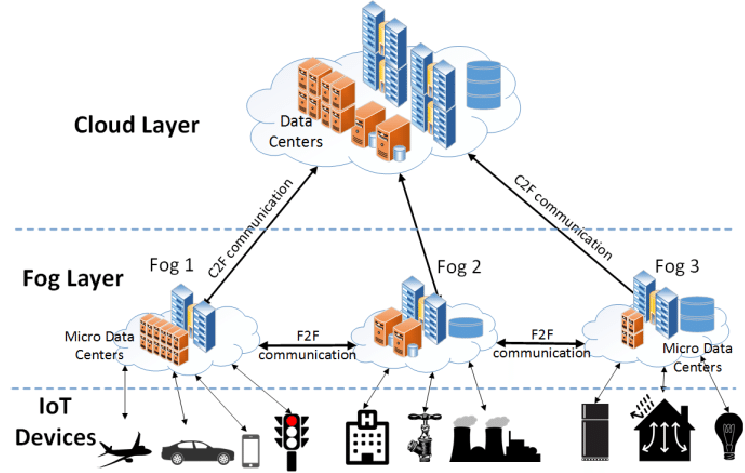 Cloud Layer
Data
Centers
C2F communication
C2F communication
Fog Layer
Fog 1
Fog 2
Fog 3
Micro Data
Centers
F2F
communication
F2F
communication
Micro Data
Centers
IoT
Devices
H